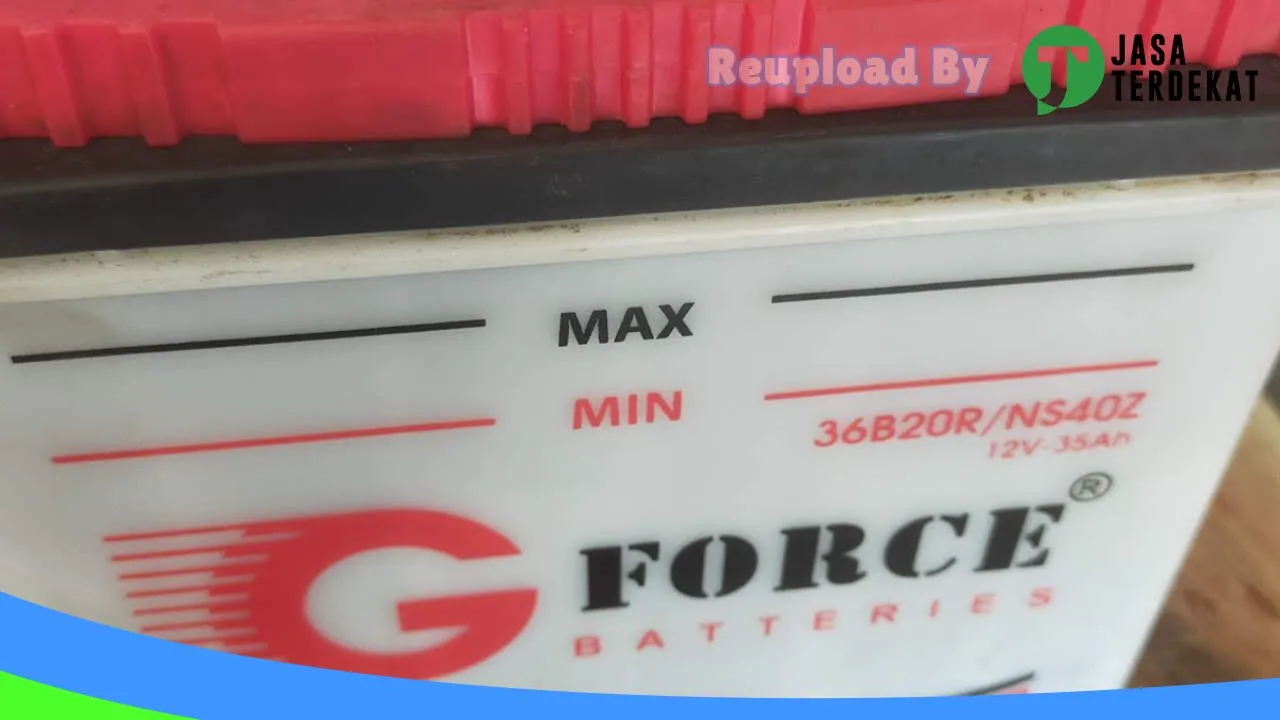 Reupload By
JASA
TERDEKAT
MAX
MIN
36B20R/NS40Z
12V-35Ah
G FORCE ®
BATTERIES